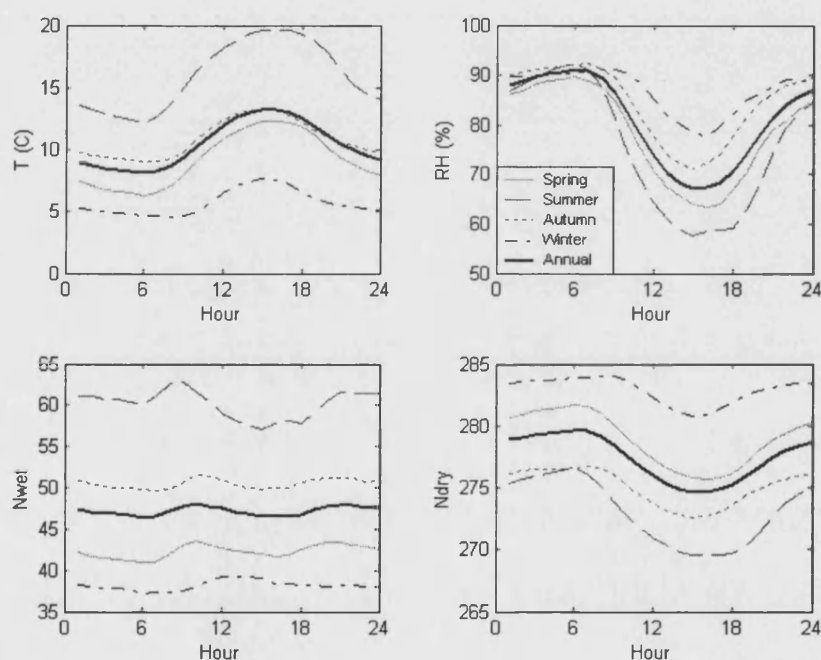 20
15
10
5
0
T (C)
0 6 12 18 24
Hour
100
90
80
70
60
50
RH (%)
Spring
Summer
Autumn
Winter
Annual
0 6 12 18 24
Hour
65
60
55
50
45
40
35
Nwet
0 6 12 18 24
Hour
285
280
275
270
265
Ndry
0 6 12 18 24
Hour